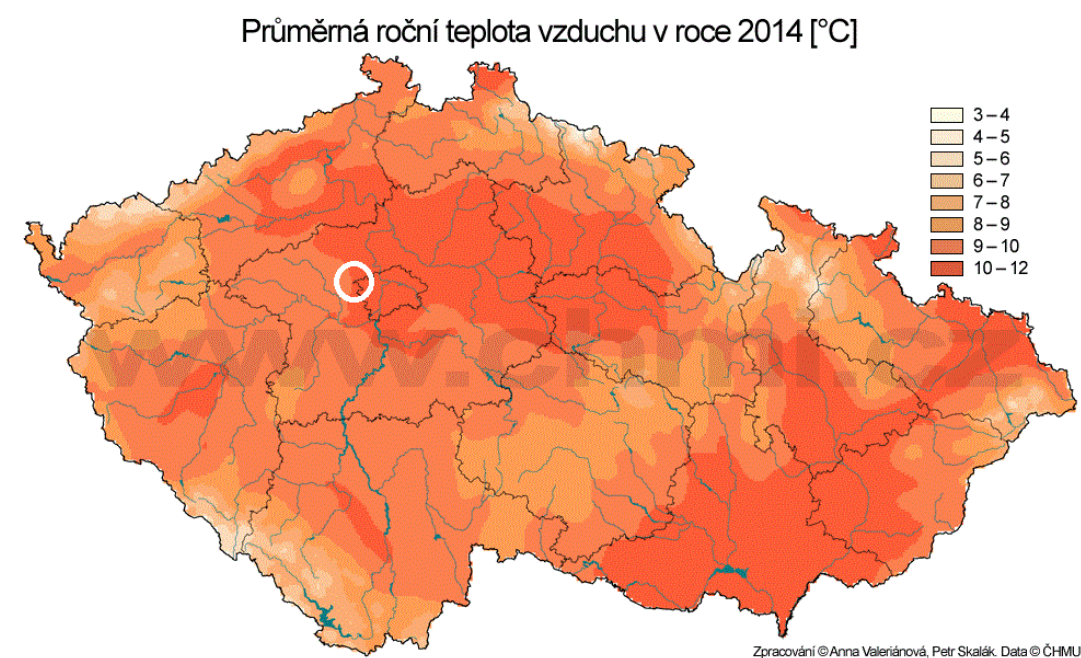 Průměrná roční teplota vzduchu v roce 2014 [°C]
3 – 4
4 – 5
5 – 6
6 – 7
7 – 8
8 – 9
9 – 10
10 – 12
www.chmi.cz
Zpracování © Anna Valeriánová, Petr Skalák. Data © ČHMU